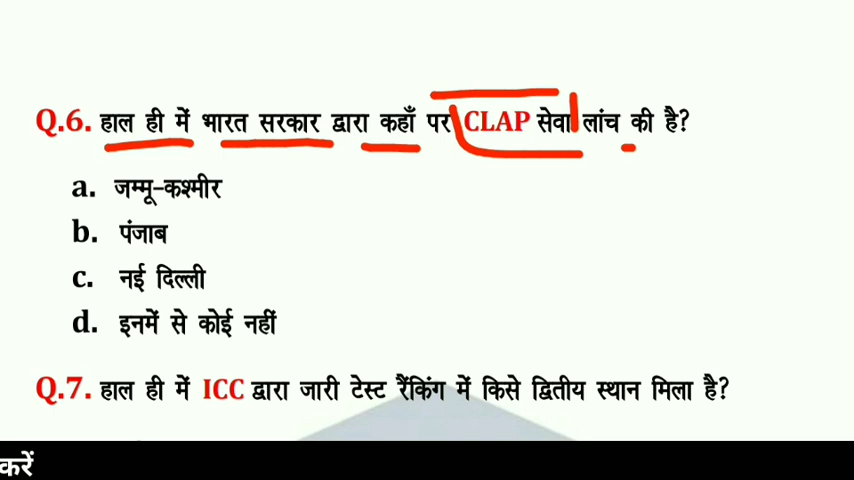 Q.6. हाल ही में भारत सरकार द्वारा कहाँ पर CLAP सेवा लांच की है?
a. जम्मू-कश्मीर
b. पंजाब
c. नई दिल्ली
d. इनमें से कोई नहीं
Q.7. हाल ही में ICC द्वारा जारी टेस्ट रैंकिंग में किसे द्वितीय स्थान मिला है?
करें